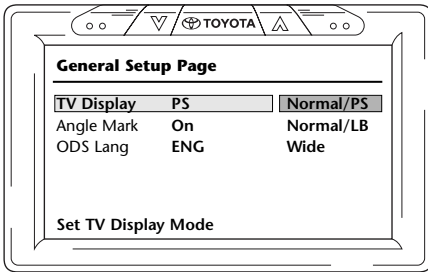 TOYOTA
General Setup Page
TV Display PS Normal/PS
Angle Mark On Normal/LB
ODS Lang ENG Wide
Set TV Display Mode